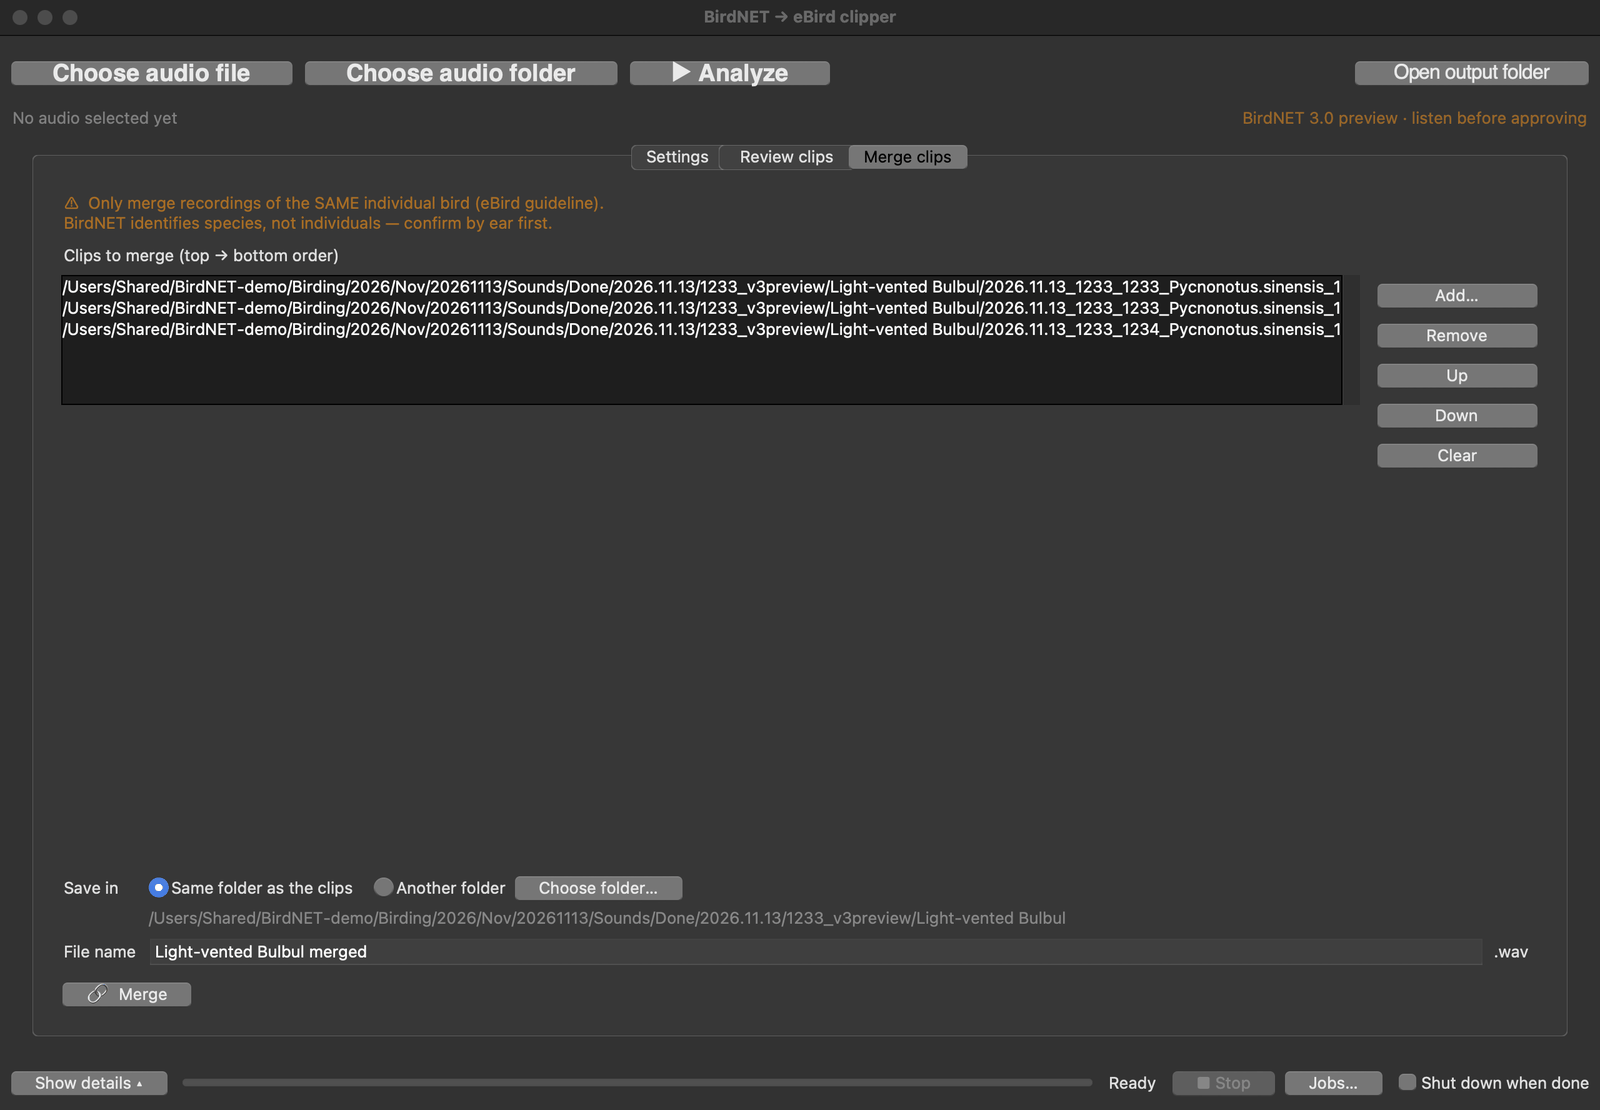 BirdNET → eBird clipper
Choose audio file
Choose audio folder
▶ Analyze
Open output folder
No audio selected yet
BirdNET 3.0 preview · listen before approving
Settings
Review clips
Merge clips
⚠ Only merge recordings of the SAME individual bird (eBird guideline).
BirdNET identifies species, not individuals — confirm by ear first.
Clips to merge (top → bottom order)
/Users/Shared/BirdNET-demo/Birding/2026/Nov/20261113/Sounds/Done/2026.11.13/1233_v3preview/Light-vented Bulbul/2026.11.13_1233_1233_Pycnonotus.sinensis_1
/Users/Shared/BirdNET-demo/Birding/2026/Nov/20261113/Sounds/Done/2026.11.13/1233_v3preview/Light-vented Bulbul/2026.11.13_1233_1233_Pycnonotus.sinensis_1
/Users/Shared/BirdNET-demo/Birding/2026/Nov/20261113/Sounds/Done/2026.11.13/1233_v3preview/Light-vented Bulbul/2026.11.13_1233_1234_Pycnonotus.sinensis_1
Add...
Remove
Up
Down
Clear
Save in
Same folder as the clips
Another folder
Choose folder...
/Users/Shared/BirdNET-demo/Birding/2026/Nov/20261113/Sounds/Done/2026.11.13/1233_v3preview/Light-vented Bulbul
File name
Light-vented Bulbul merged
.wav
Merge
Show details ▴
Ready
Stop
Jobs...
Shut down when done